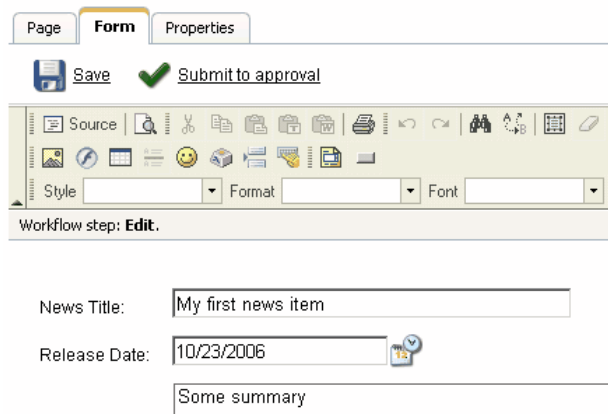 Page Form Properties
Save Submit to approval
Source
Style Format Font
Workflow step: Edit.
News Title: My first news item
Release Date: 10/23/2006
Some summary